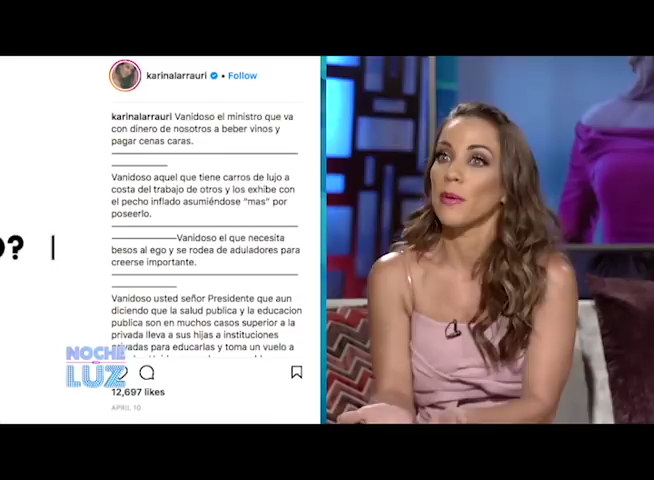 karinalarrauri • Follow
karinalarrauri Vanidoso el ministro que va
con dinero de nosotros a beber vinos y
pagar cenas caras.
Vanidoso aquel que tiene carros de lujo a
costa del trabajo de otros y los exhibe con
el pecho inflado asumiéndose "mas" por
poseerlo.
Vanidoso el que necesita
besos al ego y se rodea de aduladores para
creerse importante.
Vanidoso usted señor Presidente que aun
diciendo que la salud publica y la educacion
publica son en muchos casos superior a la
privada lleva a sus hijas a instituciones
privadas para educarlas y toma un vuelo a
O? |
NOCHE
LUZ
12,697 likes
APRIL 10